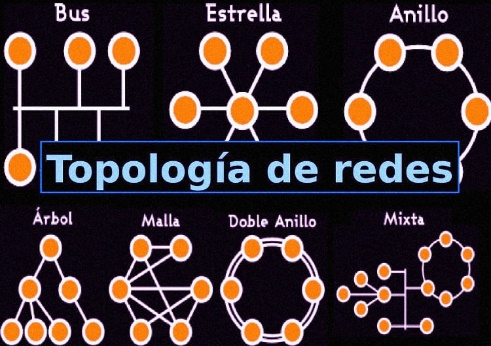 Bus Estrella Anillo
Topología de redes
Árbol Malla Doble Anillo Mixta